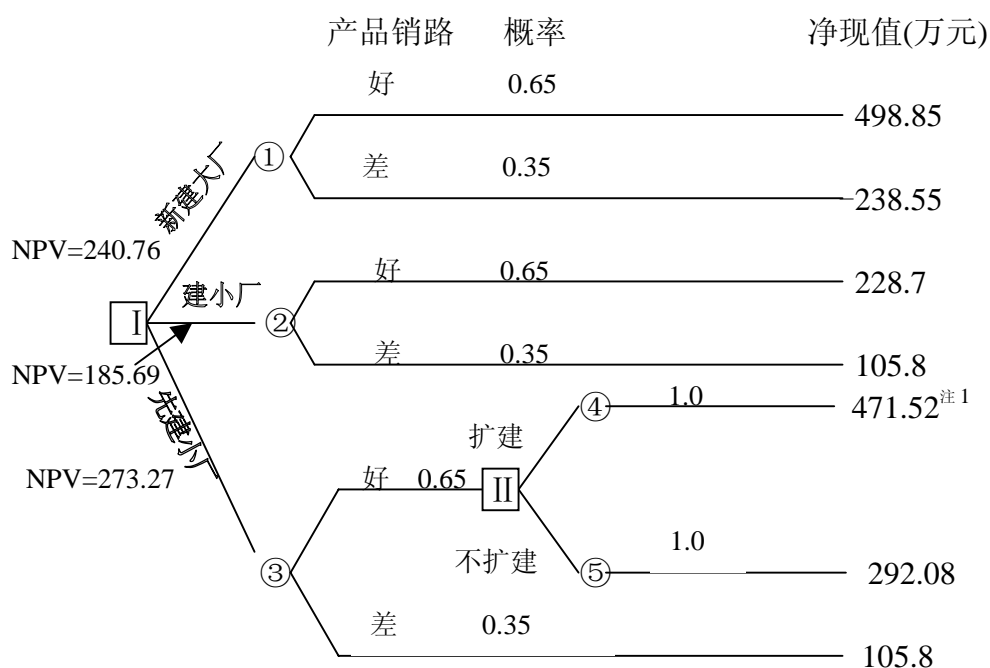 产品销路 概率 净现值(万元)
好 0.65
498.85
① 差 0.35
新建大厂
-238.55
NPV=240.76
好 0.65
建小厂 228.7
Ⅰ ②
差 0.35
NPV=185.69 105.8
先建小厂 ④ 1.0 471.52注1
扩建
NPV=273.27 好 0.65 Ⅱ
1.0
不扩建
③ ⑤ 292.08
差 0.35
105.8